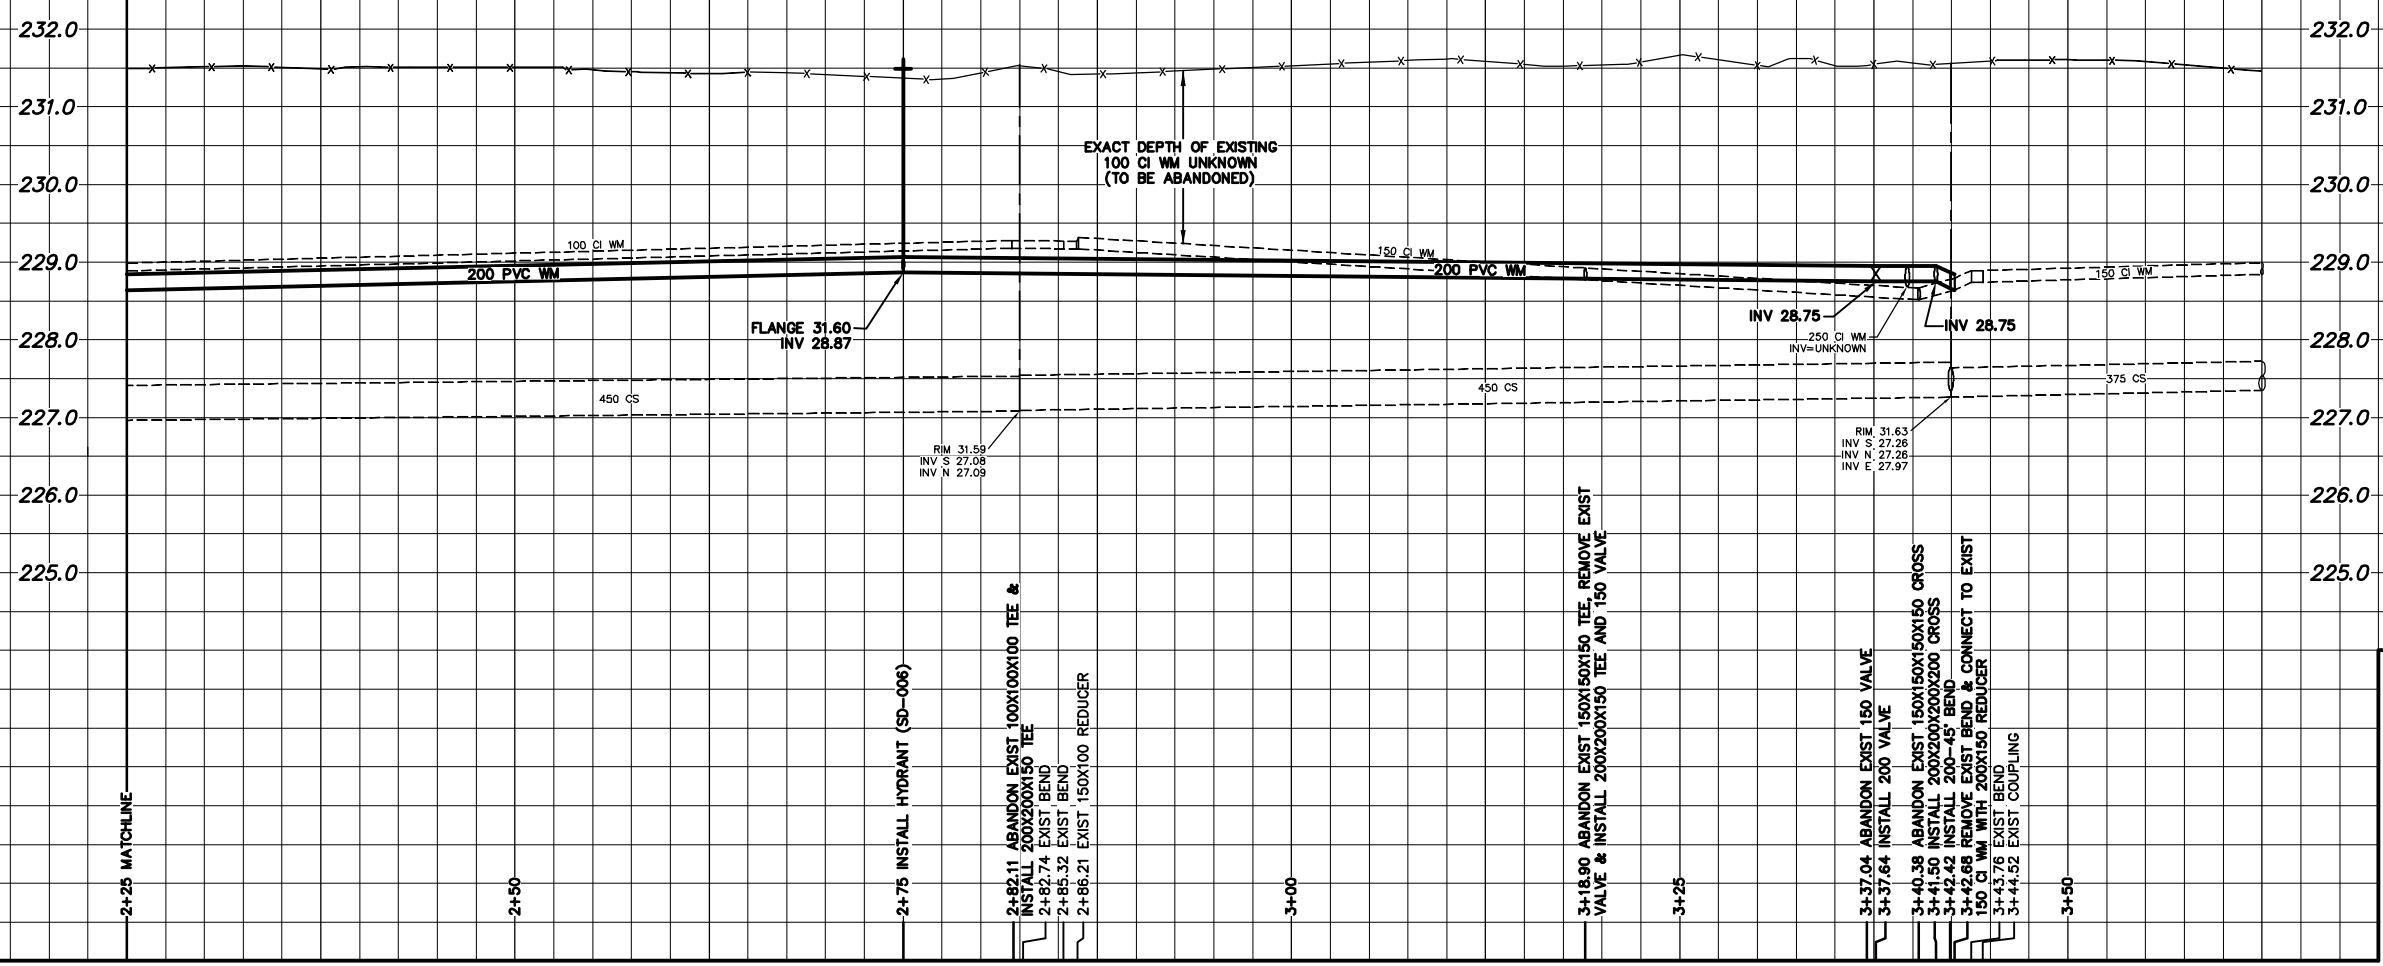 232.0
232.0
231.0
231.0
EXACT DEPTH OF EXISTING
100 CI WM UNKNOWN
(TO BE ABANDONED)
230.0
230.0
100 CI WM
150 CI WM
229.0
229.0
200 PVC WM
200 PVC WM
150 CI WM
FLANGE 31.60
INV 28.87
INV 28.75
INV 28.75
250 CI WM
INV=UNKNOWN
228.0
228.0
450 CS
450 CS
375 CS
227.0
227.0
RIM 31.59
INV S 27.08
INV N 27.09
RIM 31.63
INV S 27.26
INV N 27.26
INV E 27.97
226.0
226.0
225.0
225.0
2+25 MATCHLINE
2+50
2+75 INSTALL HYDRANT (SD-006)
2+82.11 ABANDON EXIST 100X100X100 TEE &
INSTALL 200X200X150 TEE
2+82.74 EXIST BEND
2+85.32 EXIST BEND
2+86.21 EXIST 150X100 REDUCER
3+00
3+18.90 ABANDON EXIST 150X150X150 TEE, REMOVE EXIST
VALVE & INSTALL 200X200X150 TEE AND 150 VALVE
3+25
3+37.04 ABANDON EXIST 150 VALVE
3+37.64 INSTALL 200 VALVE
3+40.38 ABANDON EXIST 150X150X150X150 CROSS
3+41.50 INSTALL 200X200X200X200 CROSS
3+42.42 INSTALL 200-45° BEND
3+42.68 REMOVE EXIST BEND & CONNECT TO EXIST
150 CI WM WITH 200X150 REDUCER
3+43.76 EXIST BEND
3+44.52 EXIST COUPLING
3+50